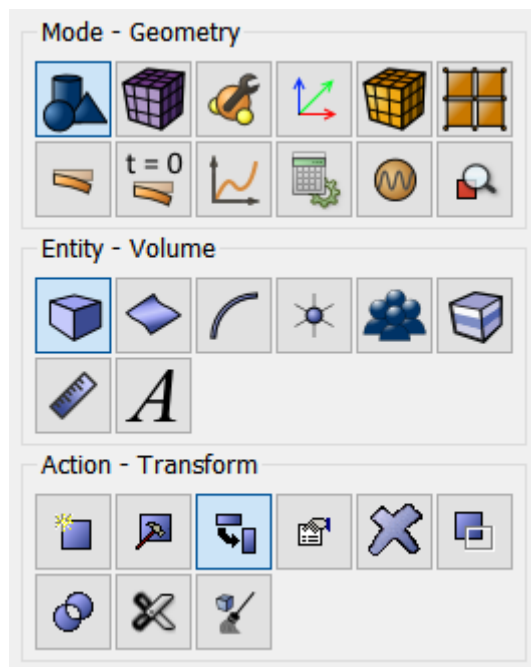 Mode - Geometry
t = 0
Entity - Volume
A
Action - Transform